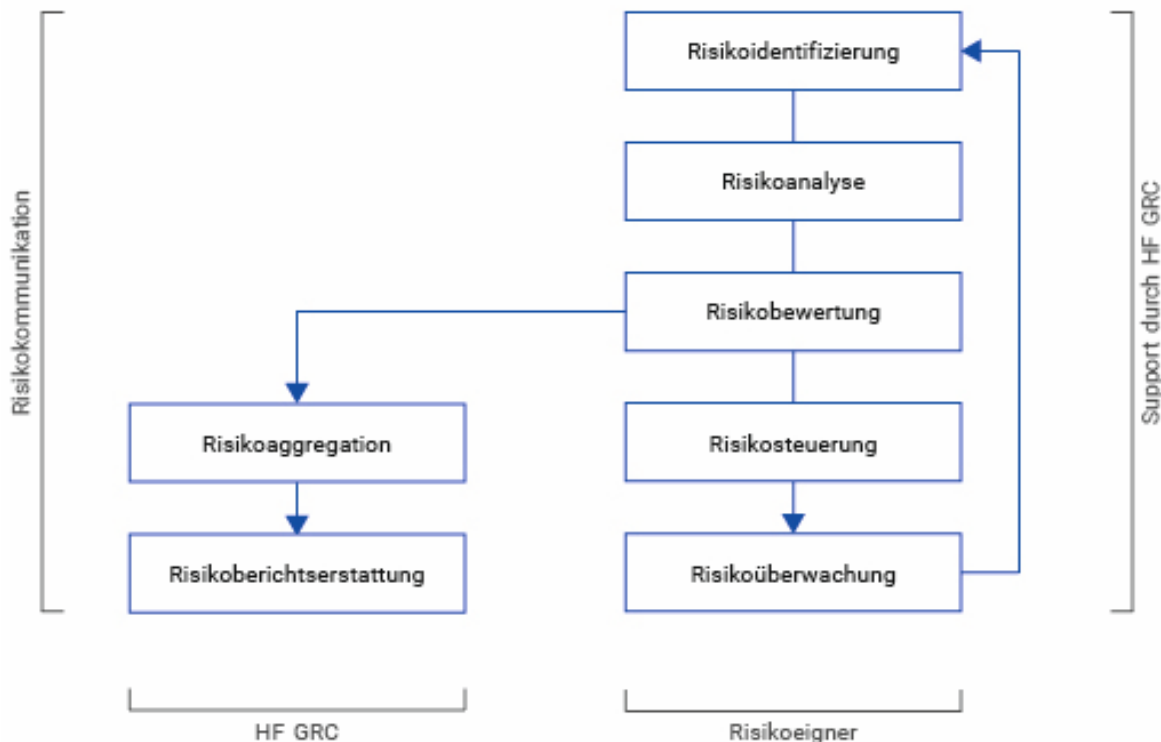 Risikokommunikation
Risikoidentifizierung
Risikoanalyse
Risikobewertung
Risikoaggregation
Risikosteuerung
Risikoberichtserstattung
Risikoüberwachung
Support durch HF GRC
HF GRC
Risikoeigner